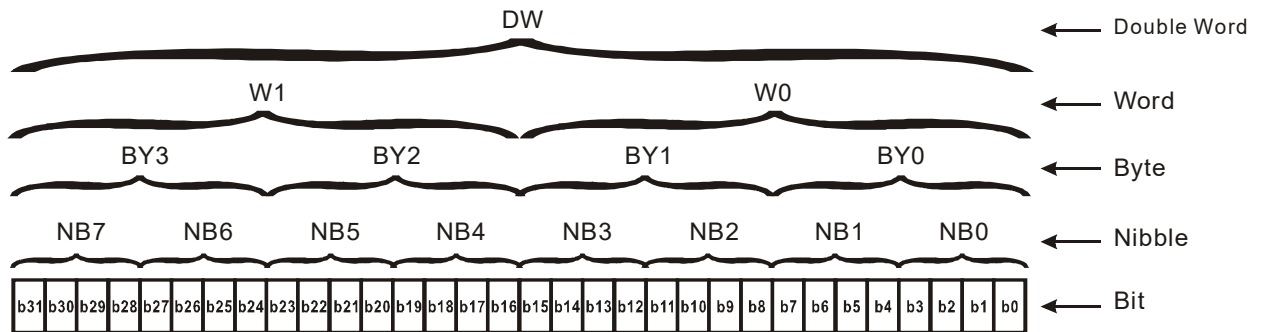 DW Double Word
W1 W0 Word
BY3 BY2 BY1 BY0 Byte
NB7 NB6 NB5 NB4 NB3 NB2 NB1 NB0 Nibble
b31 b30 b29 b28 b27 b26 b25 b24 b23 b22 b21 b20 b19 b18 b17 b16 b15 b14 b13 b12 b11 b10 b9 b8 b7 b6 b5 b4 b3 b2 b1 b0 Bit